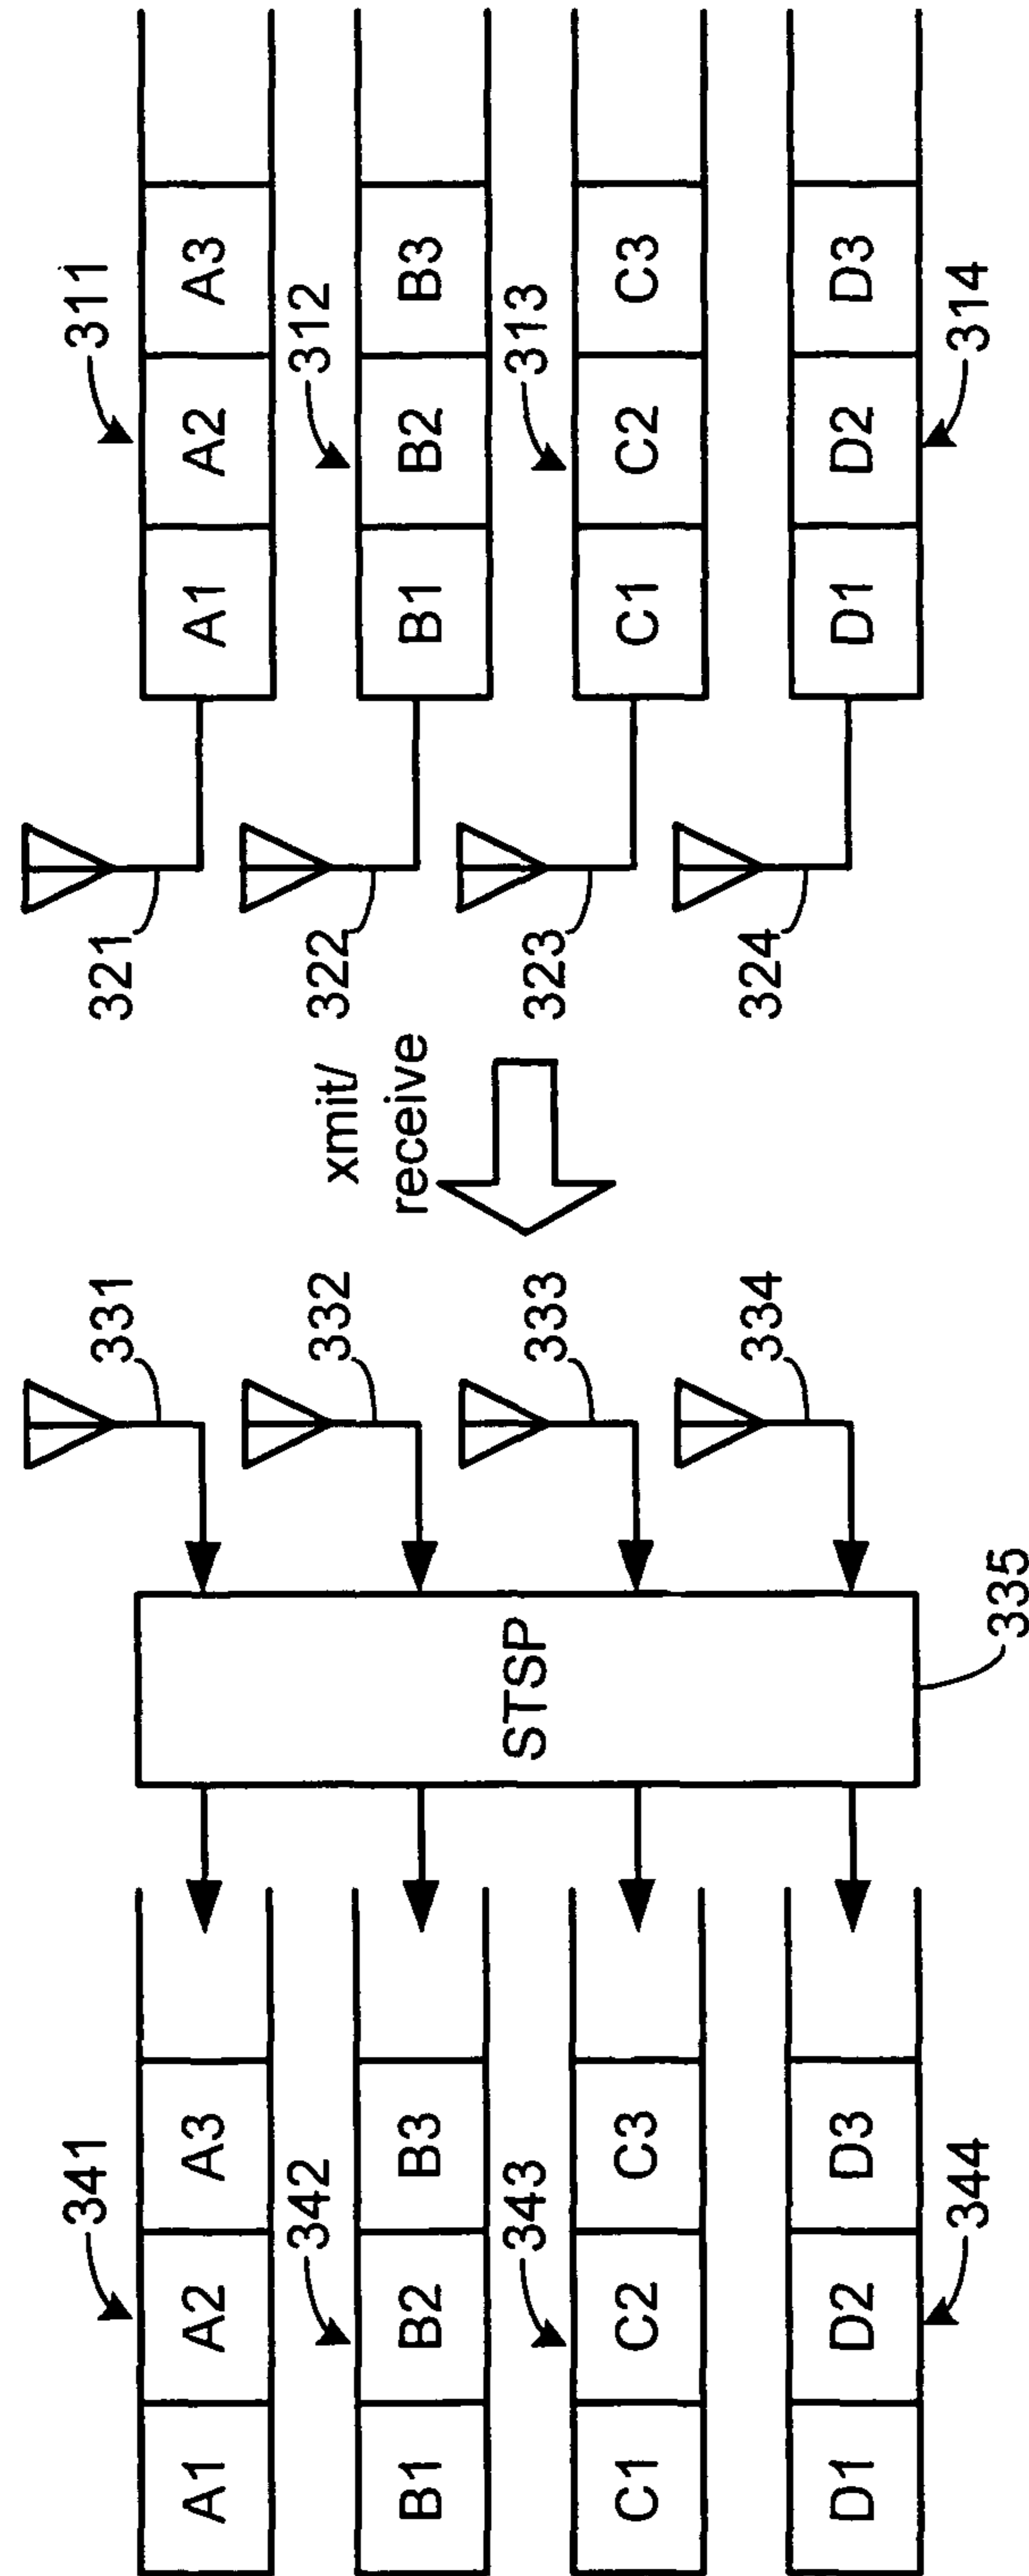 341
A1 A2 A3
342
B1 B2 B3
343
C1 C2 C3
D1 D2 D3
344
STSP
335
331
332
333
334
xmit/
receive
321
322
323
324
311
A1 A2 A3
312
B1 B2 B3
313
C1 C2 C3
D1 D2 D3
314